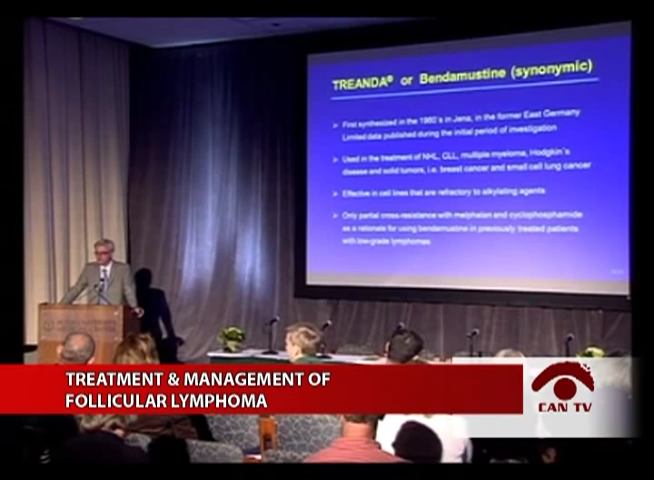 TREANDA® or Bendamustine (synonymic)
➢ First synthesized in the 1960's in Jena, in the former East Germany
Limited data published during the initial period of investigation
➢ Used in the treatment of NHL, CLL, multiple myeloma, Hodgkin's
disease and solid tumors, i.e. breast cancer and small cell lung cancer
➢ Effective in cell lines that are refractory to alkylating agents
➢ Only partial cross-resistance with melphalan and cyclophosphamide
as a rationale for using bendamustine in previously treated patients
with low-grade lymphomas
TREATMENT & MANAGEMENT OF
FOLLICULAR LYMPHOMA
CAN TV